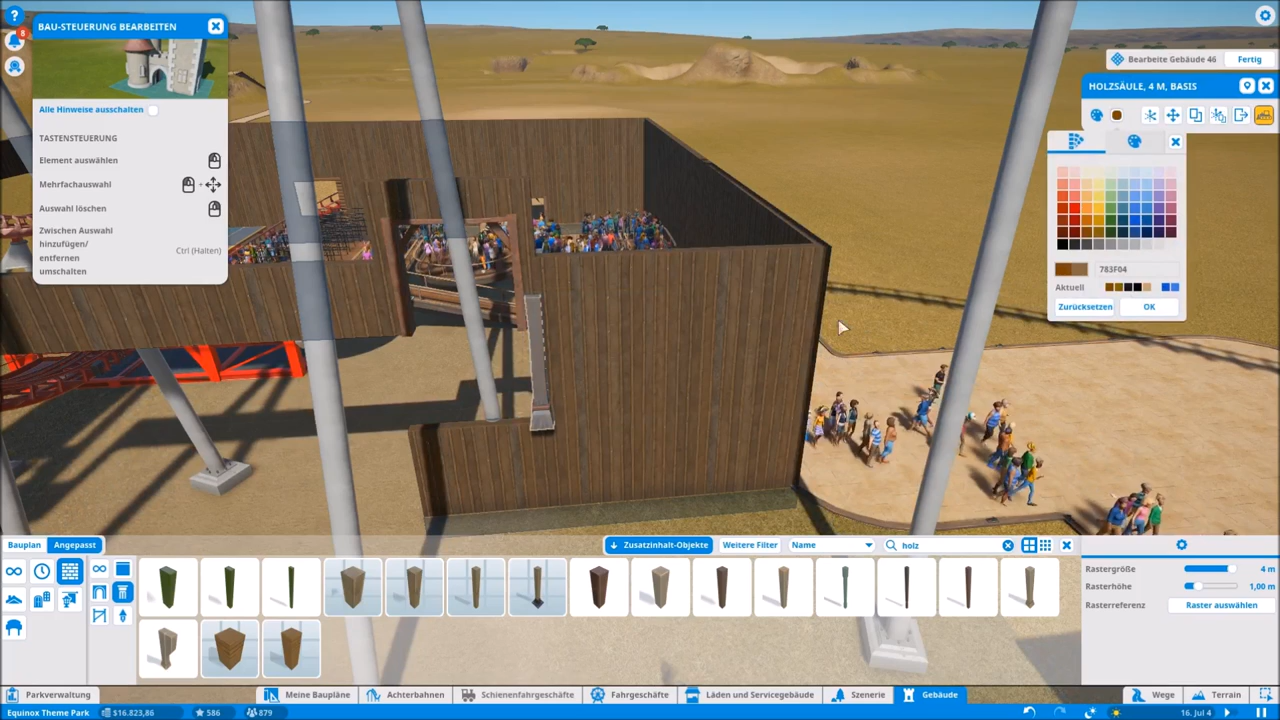 ?
BAU-STEUERUNG BEARBEITEN
8
Alle Hinweise ausschalten
TASTENSTEUERUNG
Element auswählen
Mehrfachauswahl
+
Auswahl löschen
Zwischen Auswahl
hinzufügen/
entfernen
umschalten
Ctrl (Halten)
Bearbeite Gebäude 46
Fertig
HOLZSÄULE, 4 M, BASIS
783F04
Aktuell
Zurücksetzen
OK
Bauplan
Angepasst
Zusatzinhalt-Objekte
Weitere Filter
Name
holz
Rastergröße
4 m
Rasterhöhe
1,00 m
Rasterreferenz
Raster auswählen
Parkverwaltung
Meine Baupläne
Achterbahnen
Schienenfahrgeschäfte
Fahrgeschäfte
Läden und Servicegebäude
Szenerie
Gebäude
Wege
Terrain
Equinox Theme Park
$16.823,86
586
879
16. Jul 4